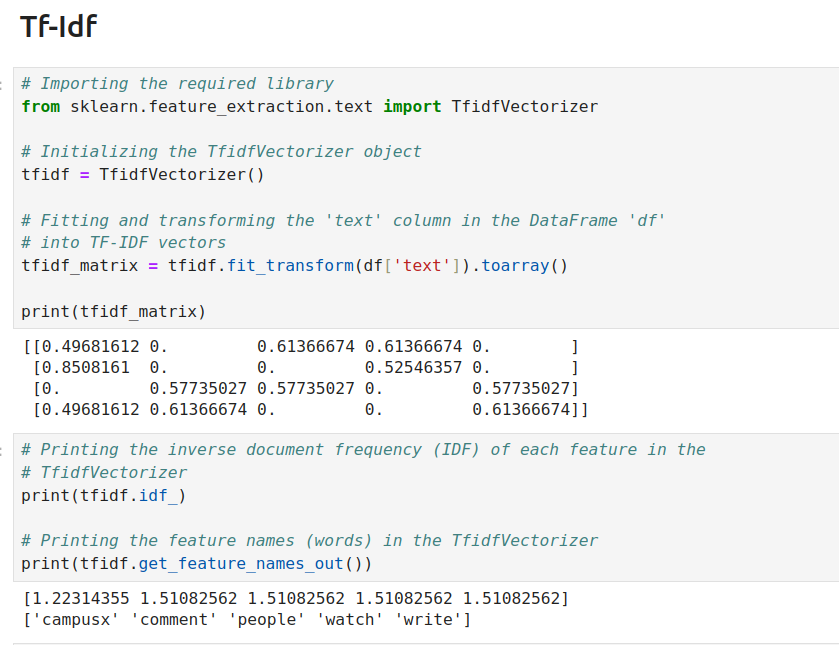 Tf-Idf
# Importing the required library
from sklearn.feature_extraction.text import TfidfVectorizer
# Initializing the TfidfVectorizer object
tfidf = TfidfVectorizer()
# Fitting and transforming the 'text' column in the DataFrame 'df'
# into TF-IDF vectors
tfidf_matrix = tfidf.fit_transform(df['text']).toarray()
print(tfidf_matrix)
[[0.49681612 0.         0.61366674 0.61366674 0.        ]
 [0.8508161  0.         0.         0.52546357 0.        ]
 [0.         0.57735027 0.57735027 0.         0.57735027]
 [0.49681612 0.61366674 0.         0.         0.61366674]]
# Printing the inverse document frequency (IDF) of each feature in the
# TfidfVectorizer
print(tfidf.idf_)
# Printing the feature names (words) in the TfidfVectorizer
print(tfidf.get_feature_names_out())
[1.22314355 1.51082562 1.51082562 1.51082562 1.51082562]
['campusx' 'comment' 'people' 'watch' 'write']